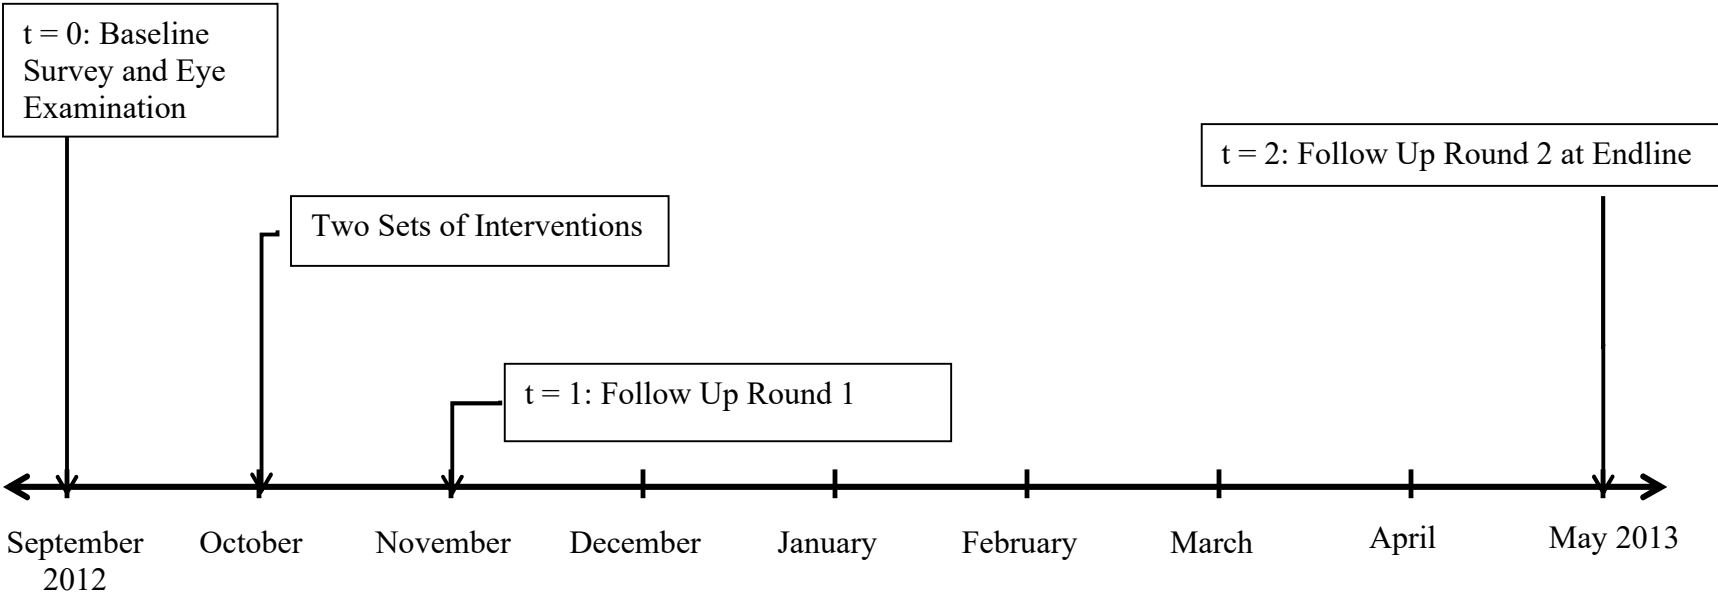 t = 0: Baseline
Survey and Eye
Examination
t = 2: Follow Up Round 2 at Endline
Two Sets of Interventions
t = 1: Follow Up Round 1
September
2012
October
November
December
January
February
March
April
May 2013